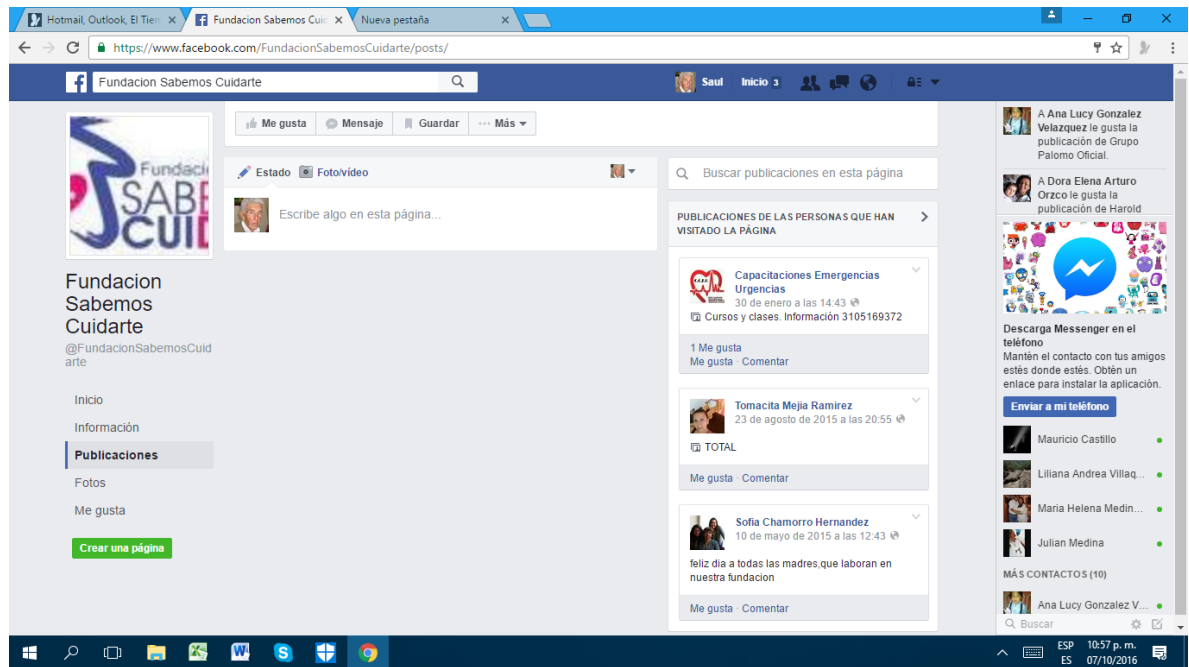 Hotmail, Outlook, El Tien
Fundacion Sabemos Cuic
Nueva pestaña
https://www.facebook.com/FundacionSabemosCuidarte/posts/
Fundacion Sabemos Cuidarte
Saul
Inicio 3
Me gusta
Mensaje
Guardar
Más
Fundaci
SABE
CUI
Fundacion
Sabemos
Cuidarte
@FundacionSabemosCuid
arte
Inicio
Información
Publicaciones
Fotos
Me gusta
Crear una página
Estado
Foto/vídeo
Escribe algo en esta página...
Buscar publicaciones en esta página
PUBLICACIONES DE LAS PERSONAS QUE HAN
VISITADO LA PÁGINA
Capacitaciones Emergencias
Urgencias
30 de enero a las 14:43
Cursos y clases. Información 3105169372
1 Me gusta
Me gusta · Comentar
Tomacita Mejia Ramirez
23 de agosto de 2015 a las 20:55
TOTAL
Me gusta · Comentar
Sofia Chamorro Hernandez
10 de mayo de 2015 a las 12:43
feliz dia a todas las madres,que laboran en
nuestra fundacion
Me gusta · Comentar
A Ana Lucy Gonzalez
Velazquez le gusta la
publicación de Grupo
Palomo Oficial.
A Dora Elena Arturo
Orzco le gusta la
publicación de Harold
Descarga Messenger en el
teléfono
Mantén el contacto con tus amigos
estés donde estés. Obtén un
enlace para instalar la aplicación.
Enviar a mi teléfono
Mauricio Castillo
Liliana Andrea Villaq...
Maria Helena Medin...
Julian Medina
MÁS CONTACTOS (10)
Ana Lucy Gonzalez V...
Buscar
ESP
ES
10:57 p. m.
07/10/2016